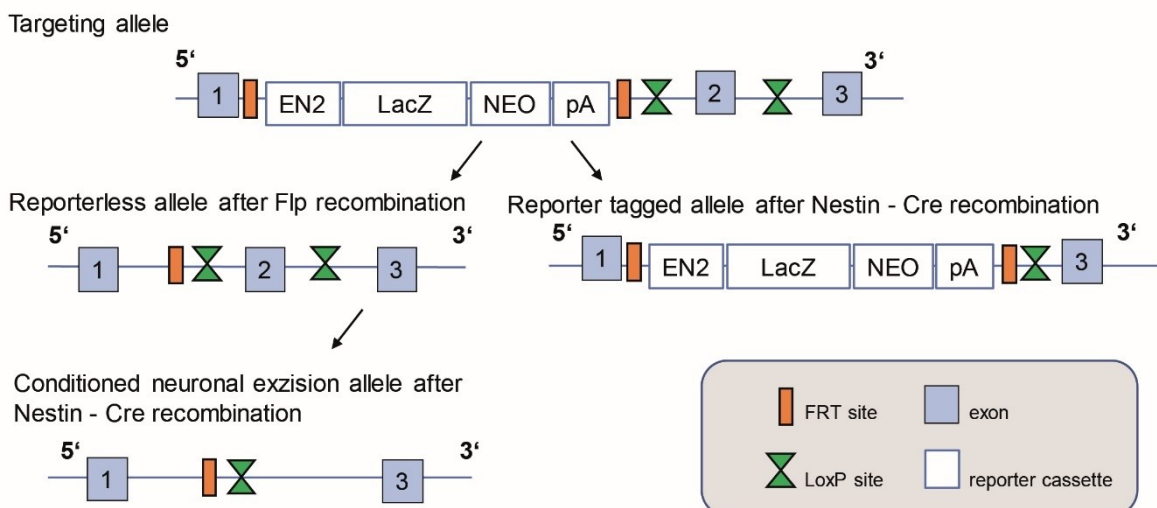 Targeting allele
5‘ 3‘
1 EN2 LacZ NEO pA 2 3
Reporterless allele after Flp recombination
5‘ 3‘
1 2 3
Reporter tagged allele after Nestin - Cre recombination
5‘ 3‘
1 EN2 LacZ NEO pA 3
Conditioned neuronal exzision allele after
Nestin - Cre recombination
5‘ 3‘
1 3
FRT site exon
LoxP site reporter cassette